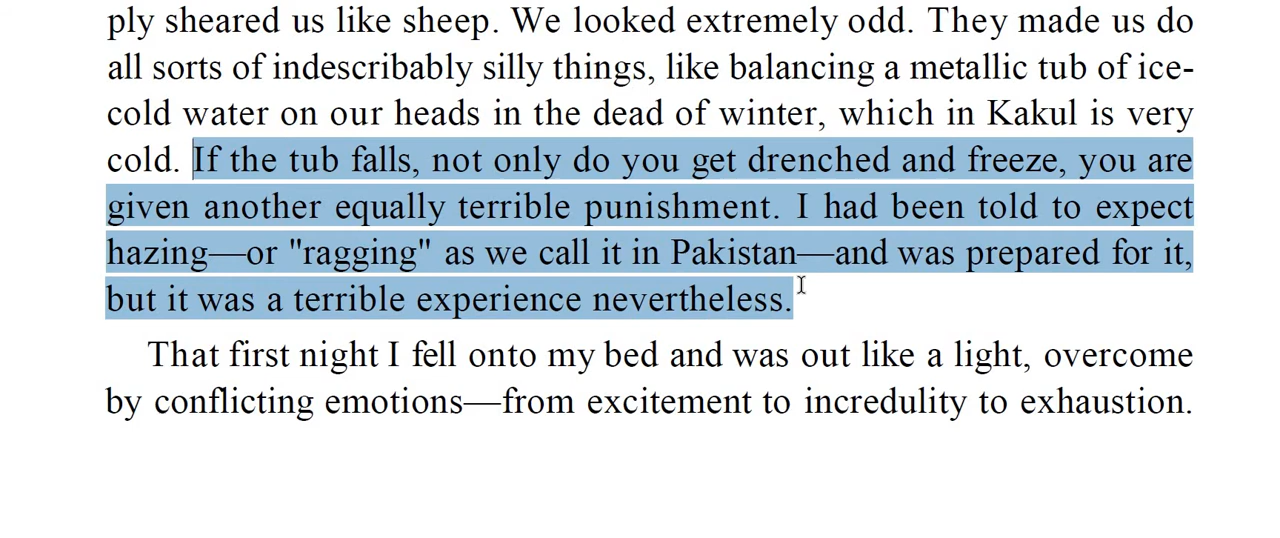 ply sheared us like sheep. We looked extremely odd. They made us do
all sorts of indescribably silly things, like balancing a metallic tub of ice-
cold water on our heads in the dead of winter, which in Kakul is very
cold. If the tub falls, not only do you get drenched and freeze, you are
given another equally terrible punishment. I had been told to expect
hazing—or "ragging" as we call it in Pakistan—and was prepared for it,
but it was a terrible experience nevertheless.
That first night I fell onto my bed and was out like a light, overcome
by conflicting emotions—from excitement to incredulity to exhaustion.